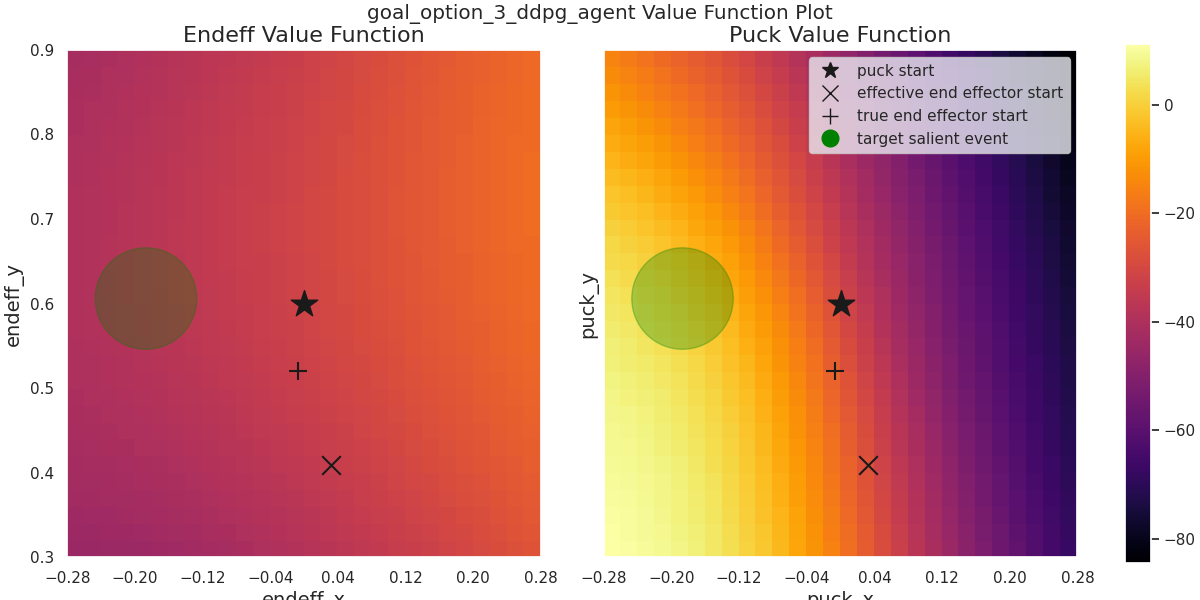 goal_option_3_ddpg_agent Value Function Plot
Endeff Value Function
Puck Value Function
0.9
0.8
0.7
0.6
0.5
0.4
0.3
endeff_y
−0.28 −0.20 −0.12 −0.04 0.04 0.12 0.20 0.28
endeff_x
puck start
effective end effector start
true end effector start
target salient event
puck_y
−0.28 −0.20 −0.12 −0.04 0.04 0.12 0.20 0.28
puck_x
0
−20
−40
−60
−80